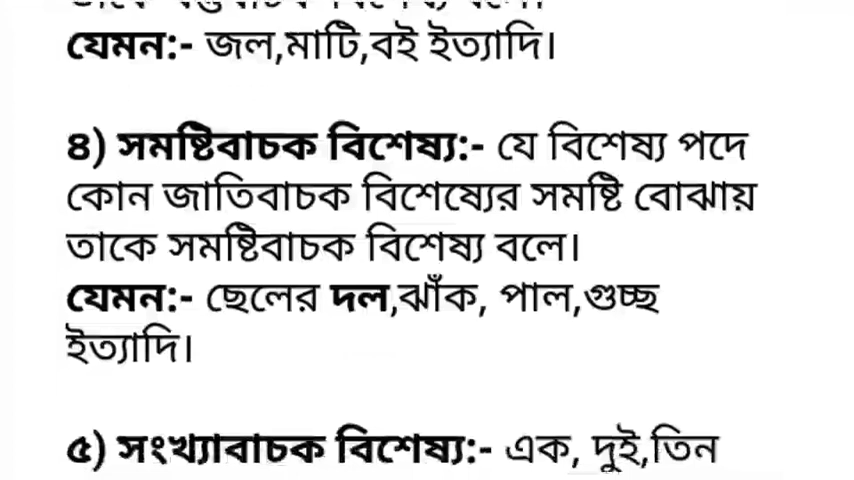 যেমন:- জল,মাটি,বই ইত্যাদি।
৪) সমষ্টিবাচক বিশেষ্য:- যে বিশেষ্য পদে
কোন জাতিবাচক বিশেষ্যের সমষ্টি বোঝায়
তাকে সমষ্টিবাচক বিশেষ্য বলে।
যেমন:- ছেলের দল,ঝাঁক, পাল,গুচ্ছ
ইত্যাদি।
৫) সংখ্যাবাচক বিশেষ্য:- এক, দুই,তিন